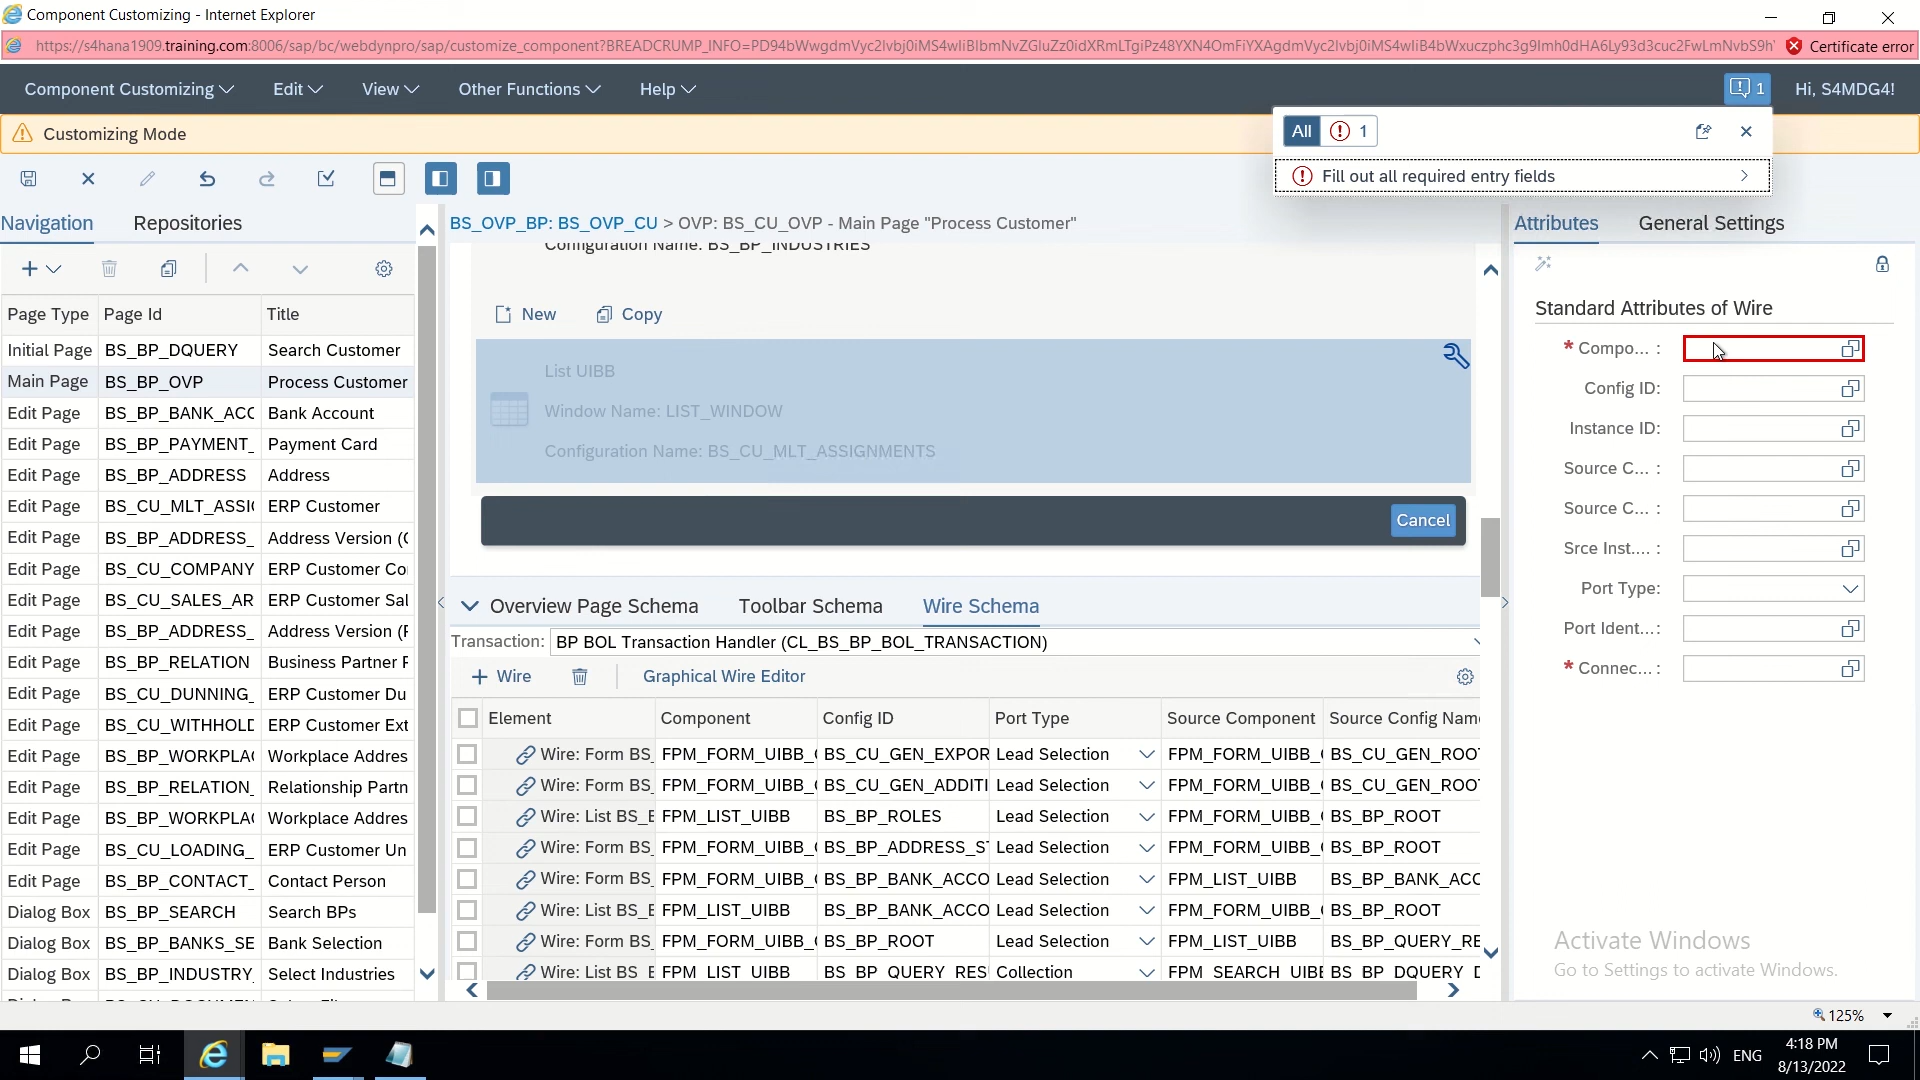 Component Customizing - Internet Explorer
Certificate error
Component Customizing Edit View Other Functions Help 1 Hi, S4MDG4!
Customizing Mode
All 1
Fill out all required entry fields
Navigation Repositories
BS_OVP_BP: BS_OVP_CU > OVP: BS_CU_OVP - Main Page "Process Customer"
Attributes General Settings
Page Type Page Id Title
Initial Page BS_BP_DQUERY Search Customer
Main Page BS_BP_OVP Process Customer
Edit Page BS_BP_BANK_ACC Bank Account
Edit Page BS_BP_PAYMENT_ Payment Card
Edit Page BS_BP_ADDRESS Address
Edit Page BS_CU_MLT_ASSI( ERP Customer
Edit Page BS_BP_ADDRESS_ Address Version (
Edit Page BS_CU_COMPANY ERP Customer Co
Edit Page BS_CU_SALES_AR ERP Customer Sal
Edit Page BS_BP_ADDRESS_ Address Version (F
Edit Page BS_BP_RELATION Business Partner F
Edit Page BS_CU_DUNNING_ ERP Customer Du
Edit Page BS_CU_WITHHOLD ERP Customer Ext
Edit Page BS_BP_WORKPLA Workplace Addres
Edit Page BS_BP_RELATION_ Relationship Partn
Edit Page BS_BP_WORKPLA Workplace Addres
Edit Page BS_CU_LOADING_ ERP Customer Un
Edit Page BS_BP_CONTACT_ Contact Person
Dialog Box BS_BP_SEARCH Search BPs
Dialog Box BS_BP_BANKS_SE Bank Selection
Dialog Box BS_BP_INDUSTRY_ Select Industries
Configuration Name: BS_BP_INDUSTRIES
New Copy
List UIBB
Window Name: LIST_WINDOW
Configuration Name: BS_CU_MLT_ASSIGNMENTS
Cancel
Overview Page Schema Toolbar Schema Wire Schema
Transaction: BP BOL Transaction Handler (CL_BS_BP_BOL_TRANSACTION)
+ Wire Graphical Wire Editor
Element Component Config ID Port Type Source Component Source Config Name
Wire: Form BS_ FPM_FORM_UIBB_( BS_CU_GEN_EXPOR Lead Selection FPM_FORM_UIBB_( BS_CU_GEN_ROO
Wire: Form BS_ FPM_FORM_UIBB_( BS_CU_GEN_ADDITI Lead Selection FPM_FORM_UIBB_( BS_CU_GEN_ROO
Wire: List BS_E FPM_LIST_UIBB BS_BP_ROLES Lead Selection FPM_FORM_UIBB_( BS_BP_ROOT
Wire: Form BS_ FPM_FORM_UIBB_( BS_BP_ADDRESS_S Lead Selection FPM_FORM_UIBB_( BS_BP_ROOT
Wire: Form BS_ FPM_FORM_UIBB_( BS_BP_BANK_ACCO Lead Selection FPM_LIST_UIBB BS_BP_BANK_ACC
Wire: List BS_E FPM_LIST_UIBB BS_BP_BANK_ACCO Lead Selection FPM_FORM_UIBB_( BS_BP_ROOT
Wire: Form BS_ FPM_FORM_UIBB_( BS_BP_ROOT Lead Selection FPM_LIST_UIBB BS_BP_QUERY_RE
Wire: List BS_E FPM_LIST_UIBB BS_BP_QUERY_RES Collection FPM_SEARCH_UIBE BS_BP_DQUERY_
Standard Attributes of Wire
* Compo... :
Config ID:
Instance ID:
Source C... :
Source C... :
Srce Inst.... :
Port Type:
Port Ident...:
* Connec... :
Activate Windows
Go to Settings to activate Windows.
125%
ENG
4:18 PM
8/13/2022